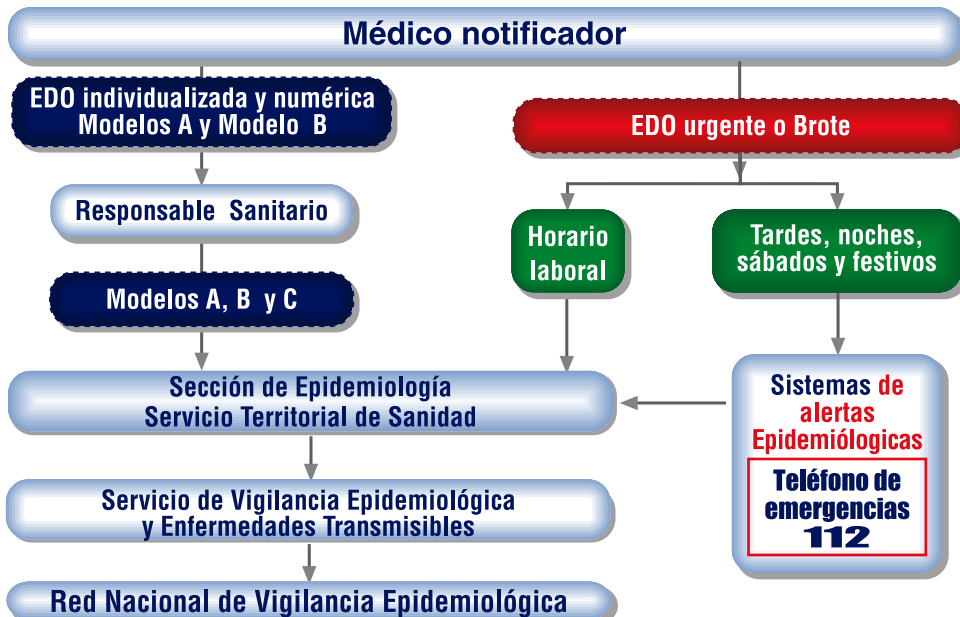 Médico notificador
EDO individualizada y numérica
Modelos A y Modelo B
EDO urgente o Brote
Responsable Sanitario
Horario
laboral
Tardes, noches,
sábados y festivos
Modelos A, B y C
Sección de Epidemiología
Servicio Territorial de Sanidad
Sistemas de
alertas
Epidemiólogicas
Teléfono de
emergencias
112
Servicio de Vigilancia Epidemiológica
y Enfermedades Transmisibles
Red Nacional de Vigilancia Epidemiológica